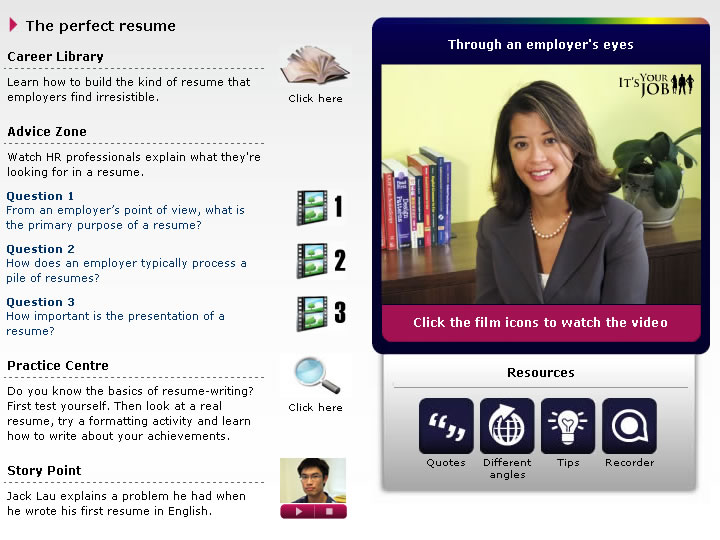 The perfect resume
Career Library
Learn how to build the kind of resume that
employers find irresistible.
Click here
Advice Zone
Watch HR professionals explain what they're
looking for in a resume.
Question 1
From an employer’s point of view, what is
the primary purpose of a resume?
1
Question 2
How does an employer typically process a
pile of resumes?
2
Question 3
How important is the presentation of a
resume?
3
Practice Centre
Do you know the basics of resume-writing?
First test yourself. Then look at a real
resume, try a formatting activity and learn
how to write about your achievements.
Click here
Story Point
Jack Lau explains a problem he had when
he wrote his first resume in English.
Through an employer's eyes
IT'S YOUR
JOB
Design
Patterns
Click the film icons to watch the video
Resources
Quotes
Different
angles
Tips
Recorder